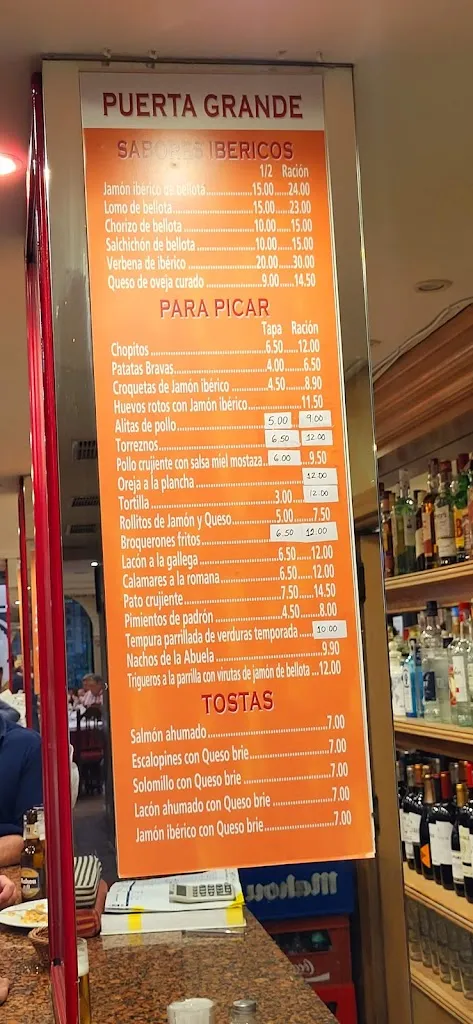 PUERTA GRANDE
SABORES IBERICOS
1/2 Ración
Jamón ibérico de bellota.....15.00.....24.00
Lomo de bellota.....15.00.....23.00
Chorizo de bellota.....10.00.....15.00
Salchichón de bellota.....10.00.....15.00
Verbena de ibérico.....20.00.....30.00
Queso de oveja curado.....9.00.....14.50
PARA PICAR
Tapa Ración
Chopitos.....6.50.....12.00
Patatas Bravas.....4.00.....6.50
Croquetas de Jamón ibérico.....4.50.....8.90
Huevos rotos con Jamón ibérico.....11.50
Alitas de pollo.....5.00 9.00
Torreznos.....6.50 12.00
Pollo crujiente con salsa miel mostaza.....6.00.....9.50
Oreja a la plancha.....12.00
Tortilla.....3.00.....12.00
Rollitos de Jamón y Queso.....5.00.....7.50
Broquerones fritos.....6.50 12.00
Lacón a la gallega.....6.50.....12.00
Calamares a la romana.....6.50.....12.00
Pato crujiente.....7.50.....14.50
Pimientos de padrón.....4.50.....8.00
Tempura parrillada de verduras temporada.....10.00
Nachos de la Abuela.....9.90
Trigueros a la parrilla con virutas de jamón de bellota...12.00
TOSTAS
Salmón ahumado.....7.00
Escalopines con Queso brie.....7.00
Solomillo con Queso brie.....7.00
Lacón ahumado con Queso brie.....7.00
Jamón ibérico con Queso brie.....7.00
Mahou